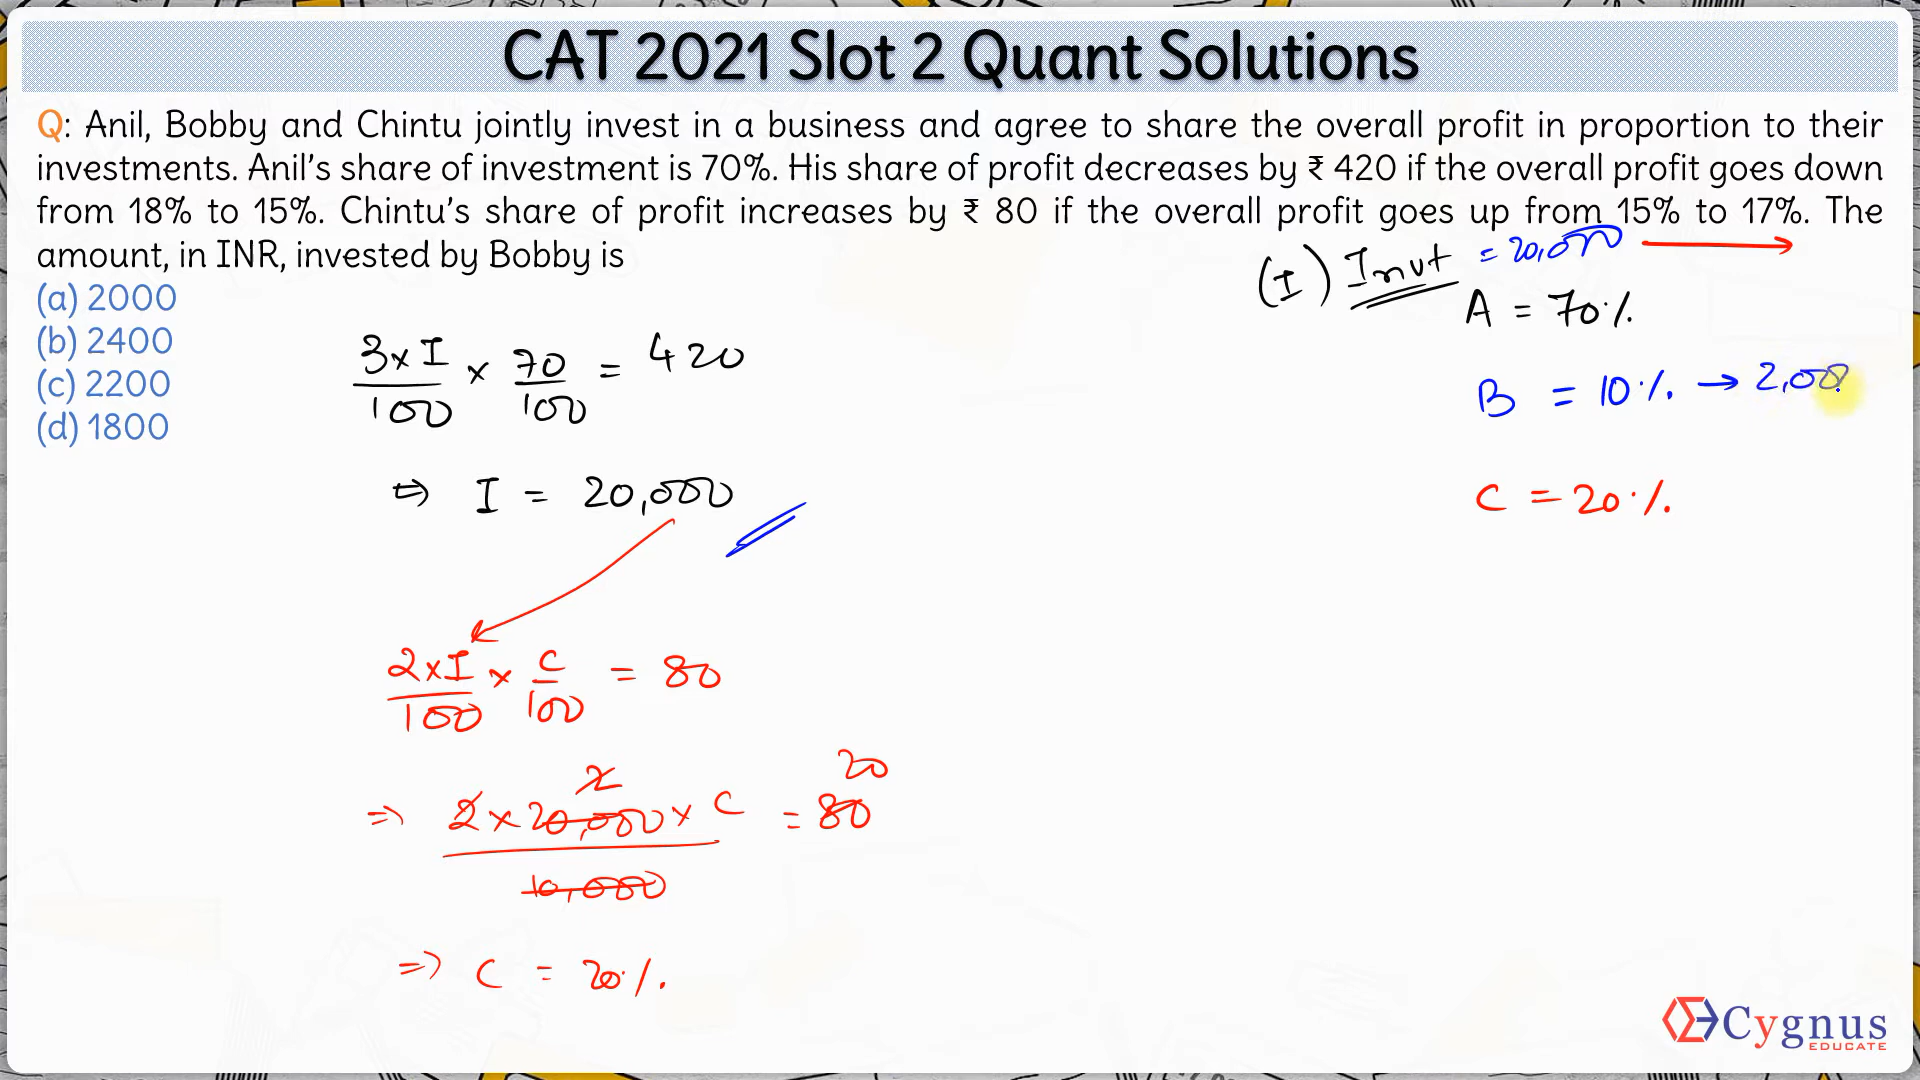 CAT 2021 Slot 2 Quant Solutions
Q: Anil, Bobby and Chintu jointly invest in a business and agree to share the overall profit in proportion to their
investments. Anil's share of investment is 70%. His share of profit decreases by ₹ 420 if the overall profit goes down
from 18% to 15%. Chintu's share of profit increases by ₹ 80 if the overall profit goes up from 15% to 17%. The
amount, in INR, invested by Bobby is
(a) 2000
(b) 2400
(c) 2200
(d) 1800
3×I/100 × 70/100 = 420
⇒ I = 20,000
2×I/100 × C/100 = 80
2 20
⇒ 2×20,000×C/10,000 = 80
⇒ C = 20%
(I) Invt = 20,000 →
A = 70%
B = 10% → 2,00
C = 20%
Cygnus
EDUCATE